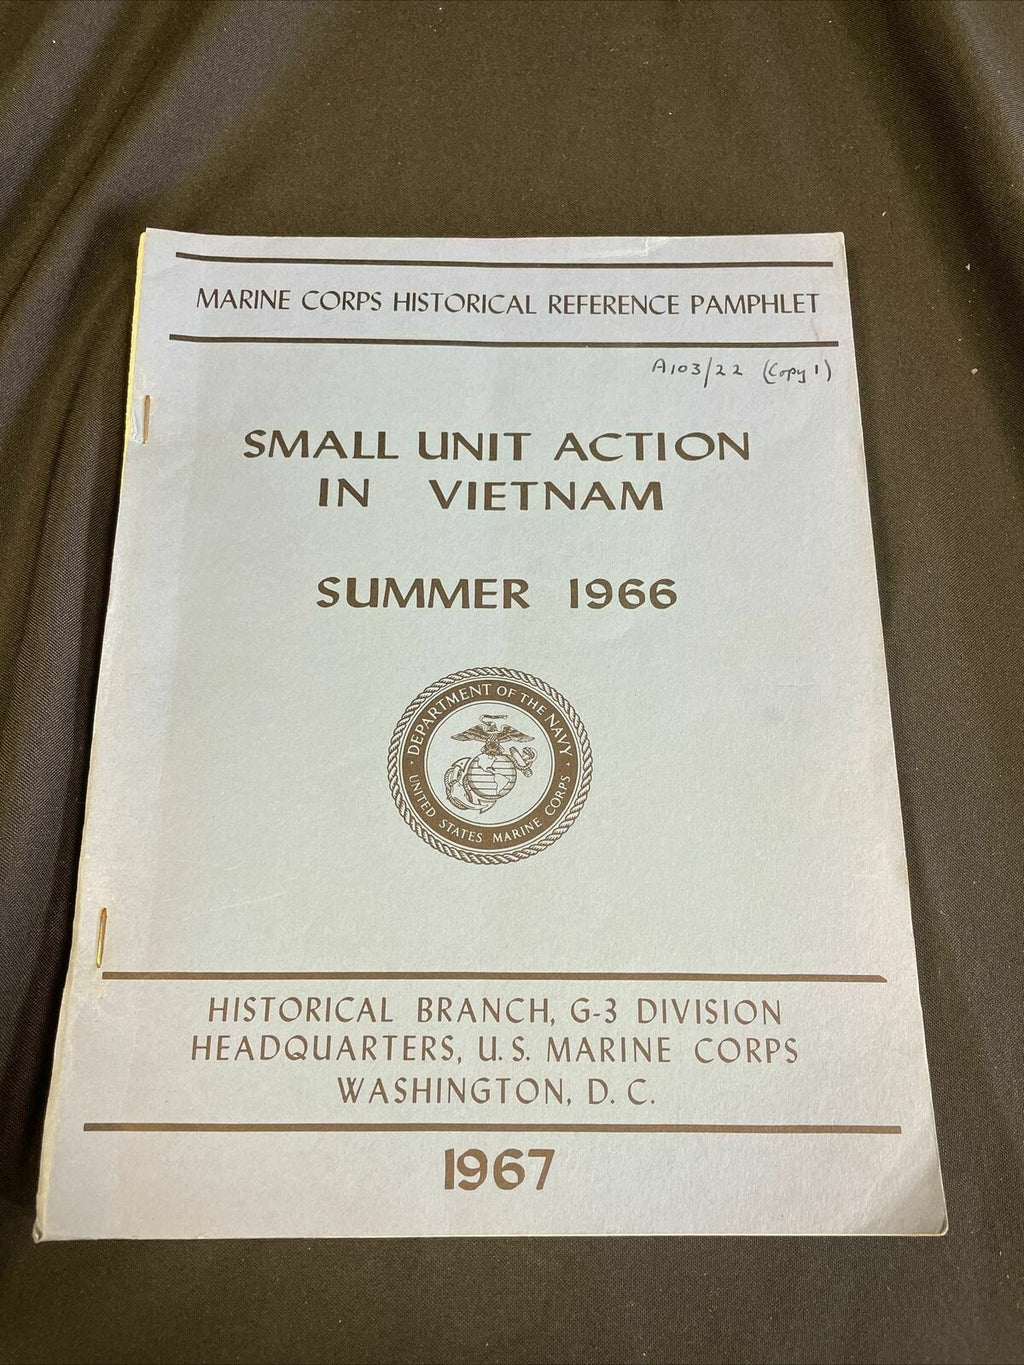 MARINE CORPS HISTORICAL REFERENCE PAMPHLET
A103/22 (Copy 1)
SMALL UNIT ACTION
IN VIETNAM
SUMMER 1966
DEPARTMENT OF THE NAVY
UNITED STATES MARINE CORPS
HISTORICAL BRANCH, G-3 DIVISION
HEADQUARTERS, U. S. MARINE CORPS
WASHINGTON, D. C.
1967